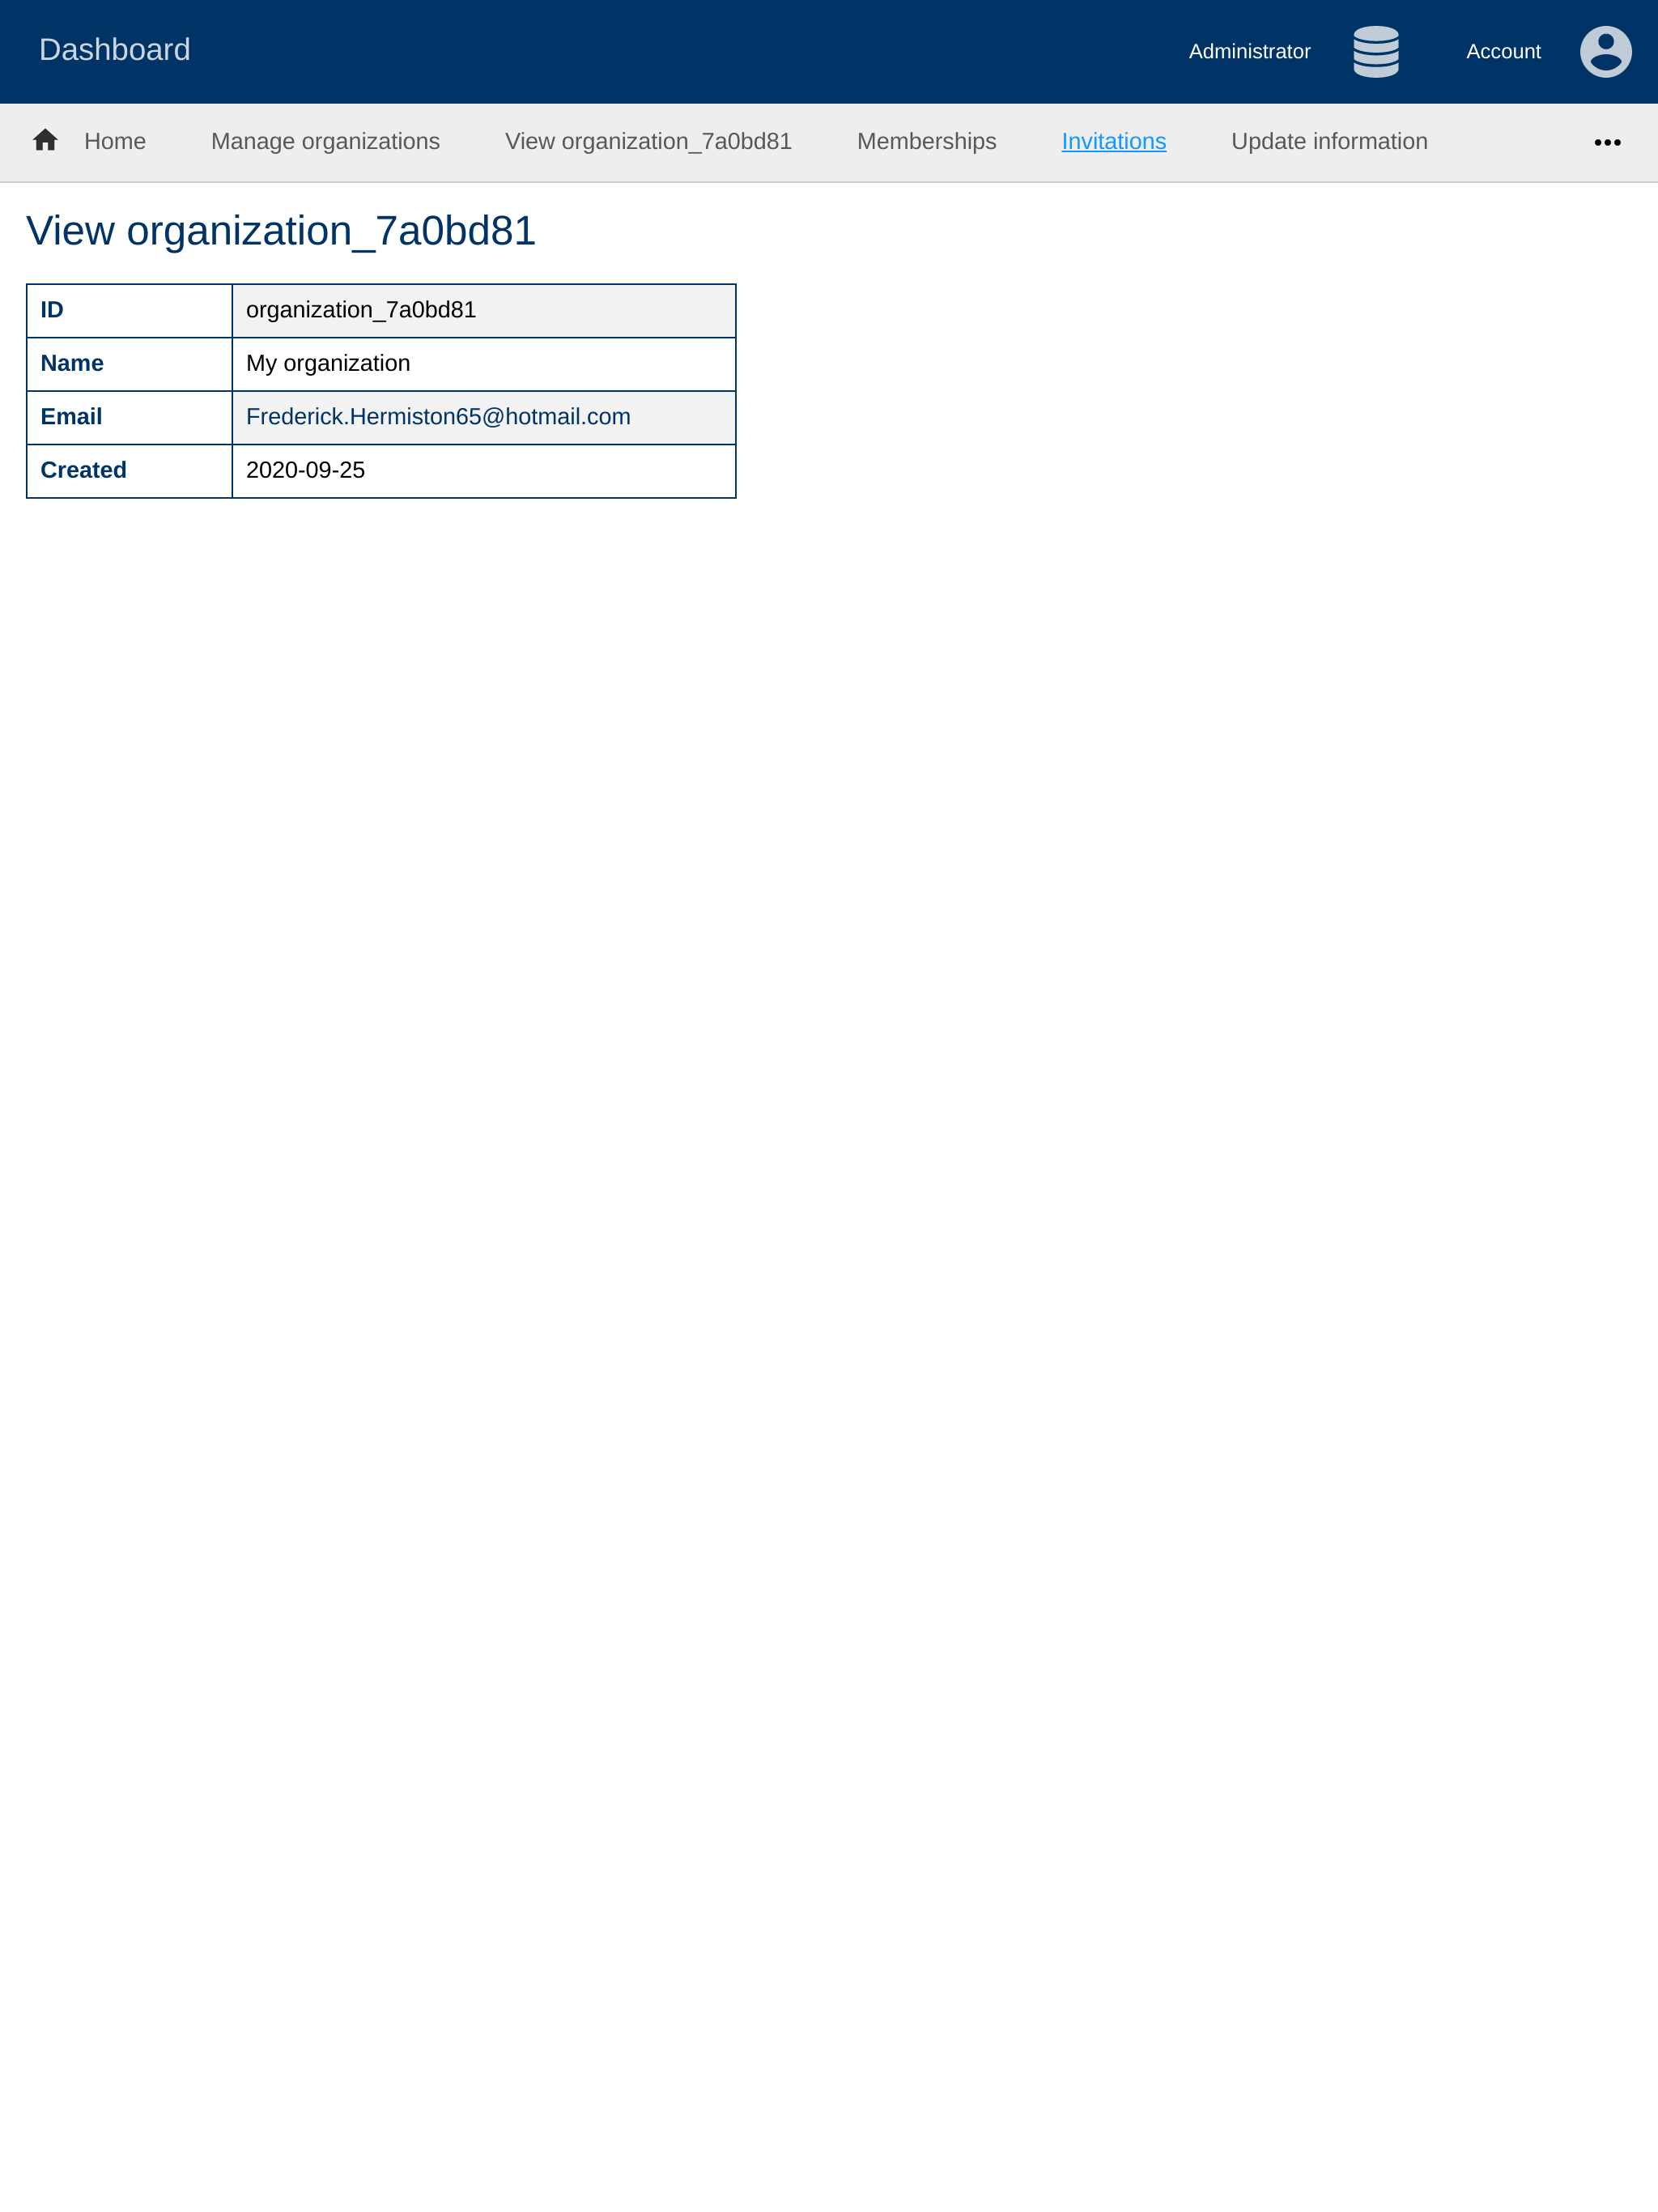 Dashboard
Administrator
Account
Home
Manage organizations
View organization_7a0bd81
Memberships
Invitations
Update information
View organization_7a0bd81
ID organization_7a0bd81
Name My organization
Email Frederick.Hermiston65@hotmail.com
Created 2020-09-25